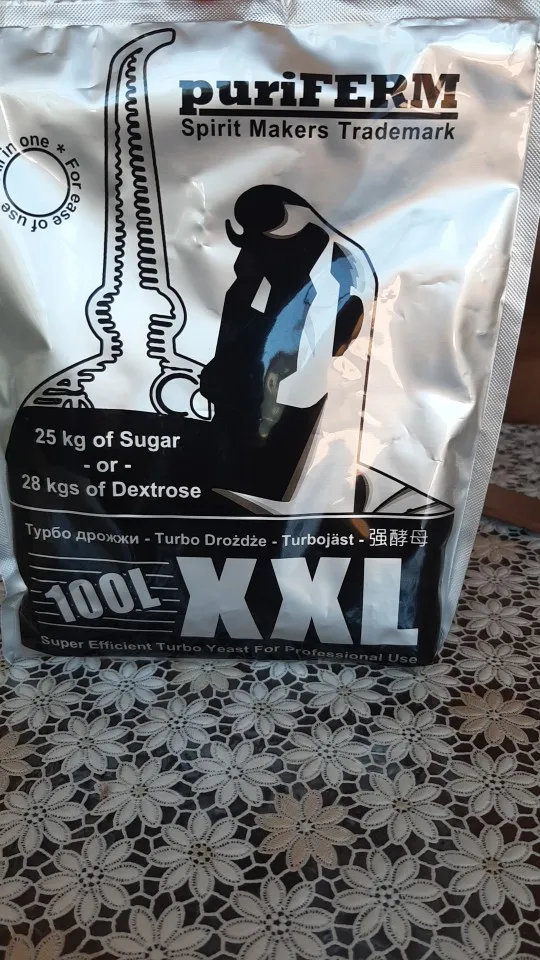 puriFERM
Spirit Makers Trademark
in one * For ease of use
25 kg of Sugar
- or -
28 kgs of Dextrose
Турбо дрожжи - Turbo Drożdże - Turbojäst - 强酵母
100L XXL
Super Efficient Turbo Yeast For Professional Use